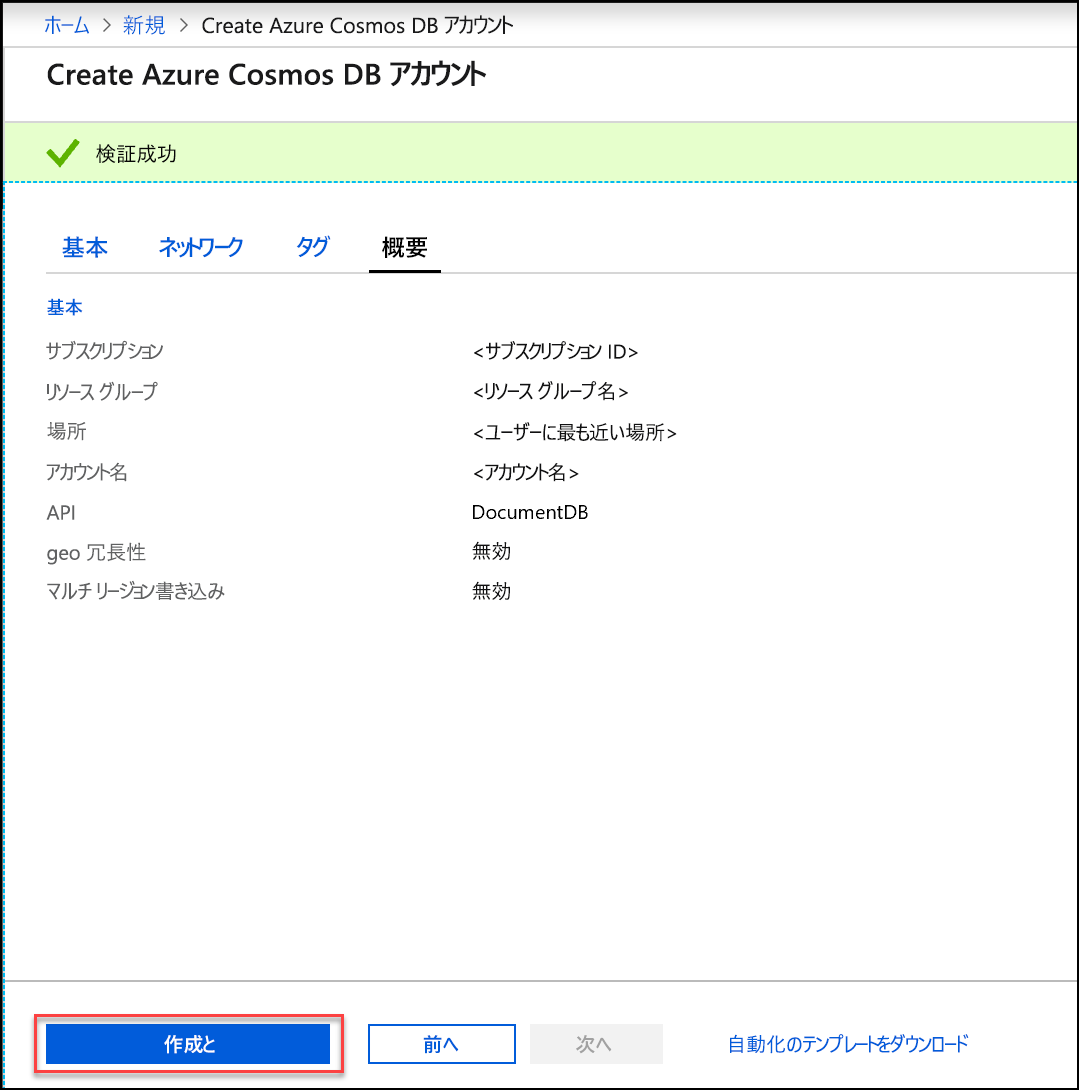 ホーム > 新規 > Create Azure Cosmos DB アカウント
Create Azure Cosmos DB アカウント
検証成功
基本 ネットワーク タグ 概要
基本
サブスクリプション <サブスクリプション ID>
リソース グループ <リソース グループ名>
場所 <ユーザーに最も近い場所>
アカウント名 <アカウント名>
API DocumentDB
geo 冗長性 無効
マルチ リージョン書き込み 無効
作成と 前へ 次へ 自動化のテンプレートをダウンロード